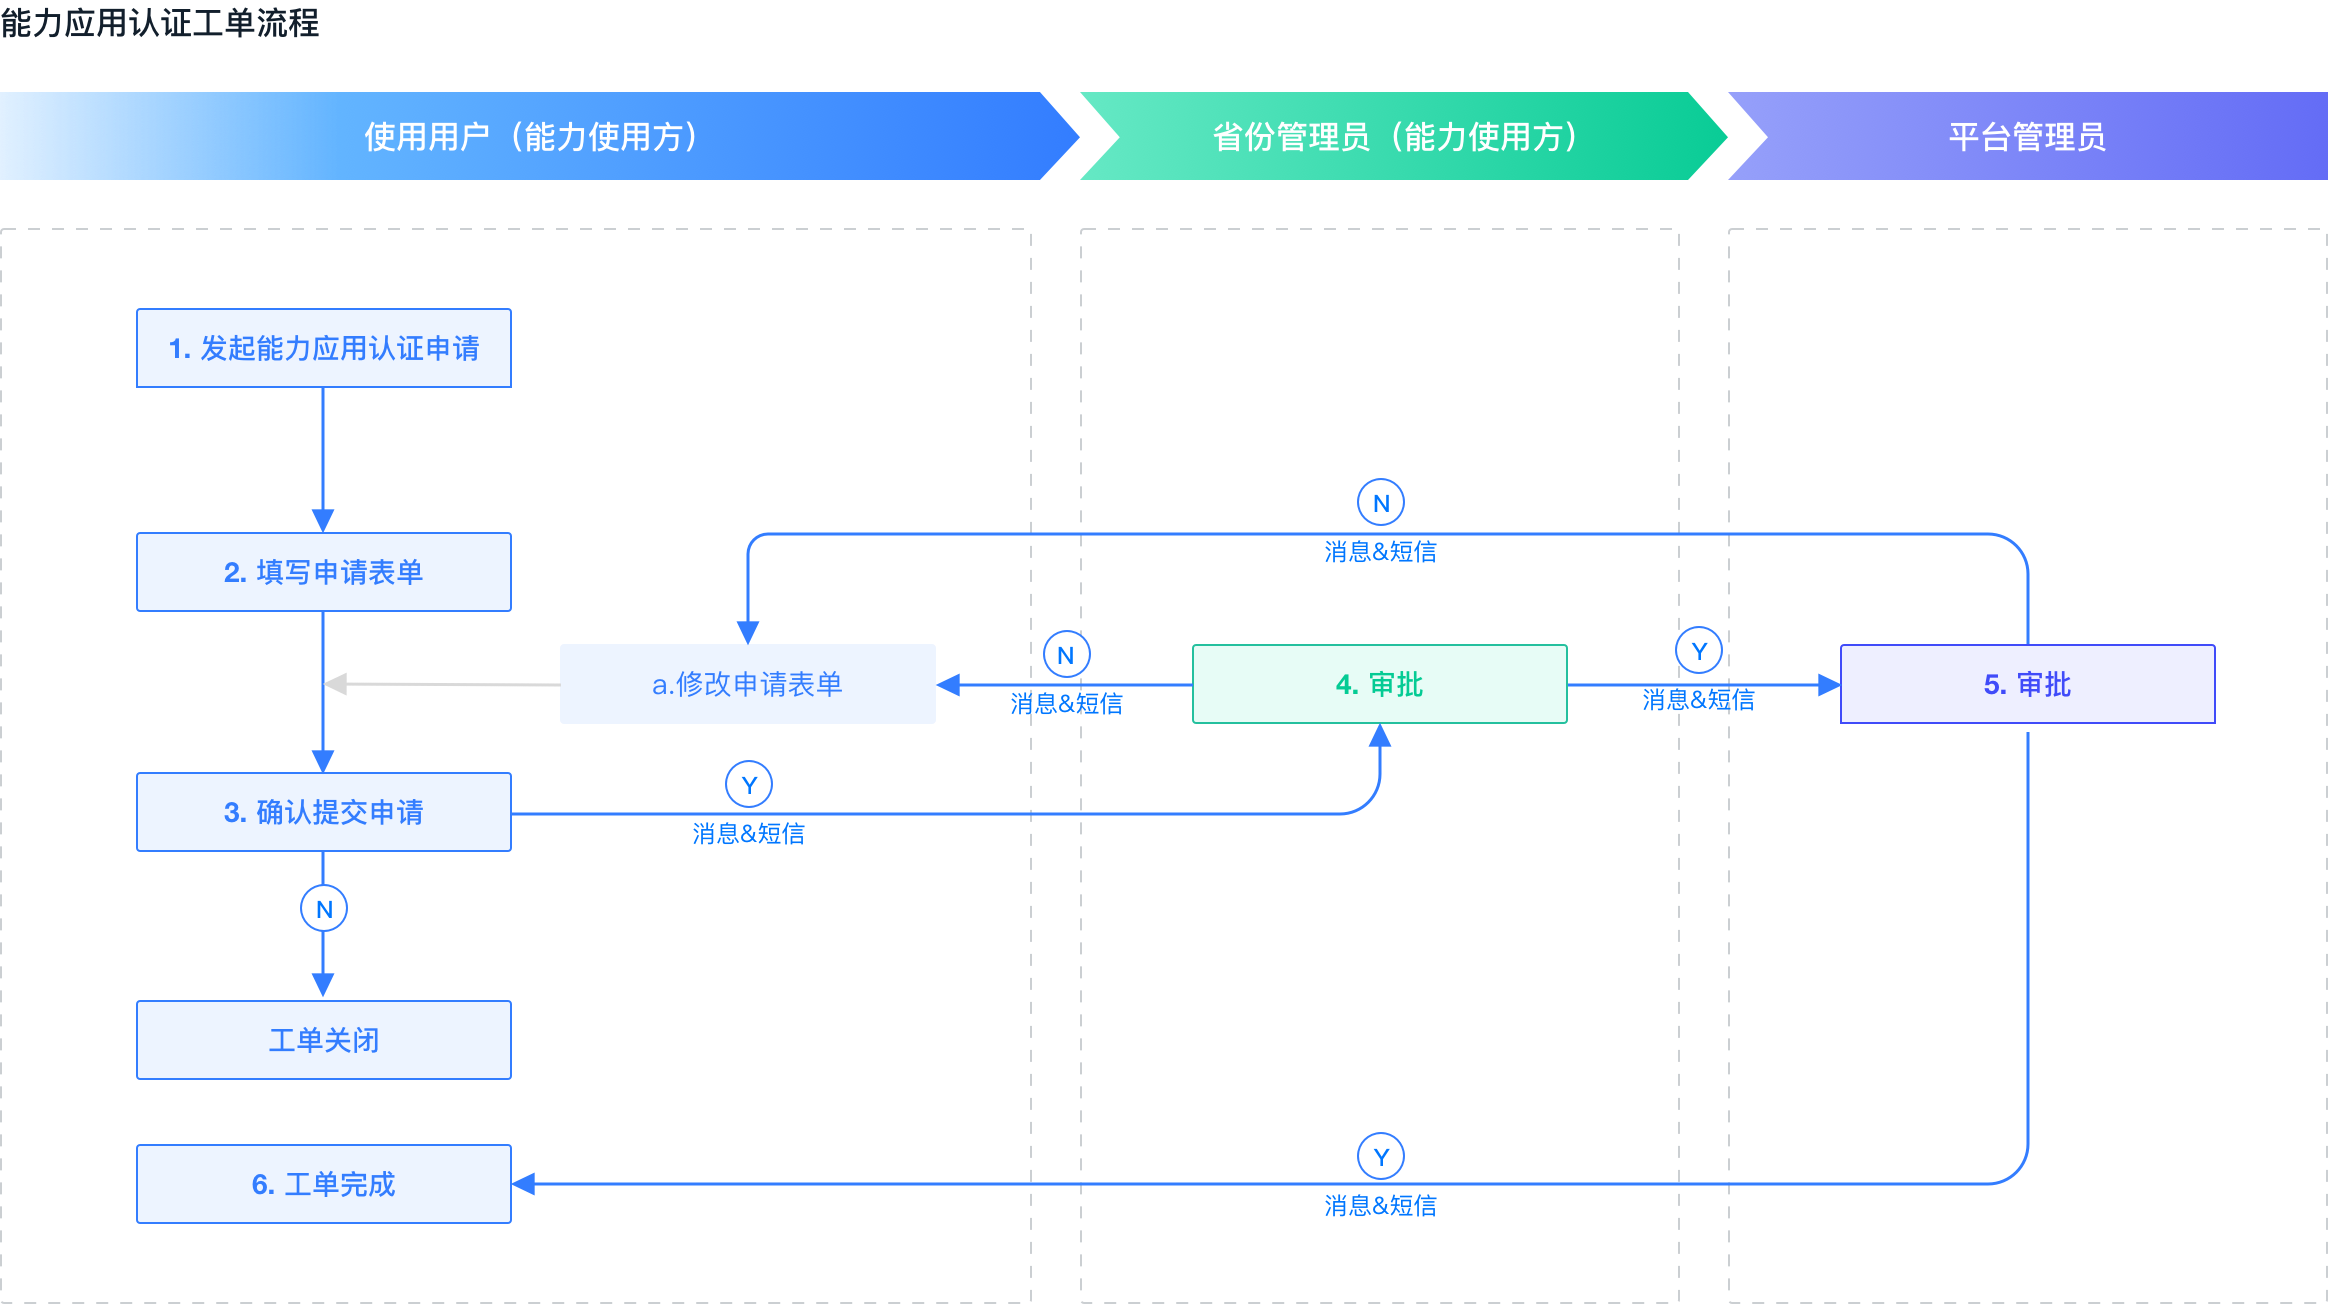 能力应用认证工单流程
使用用户（能力使用方）
省份管理员（能力使用方）
平台管理员
1. 发起能力应用认证申请
N
消息&短信
2. 填写申请表单
a.修改申请表单
N
消息&短信
4. 审批
Y
消息&短信
5. 审批
3. 确认提交申请
Y
消息&短信
N
工单关闭
6. 工单完成
Y
消息&短信